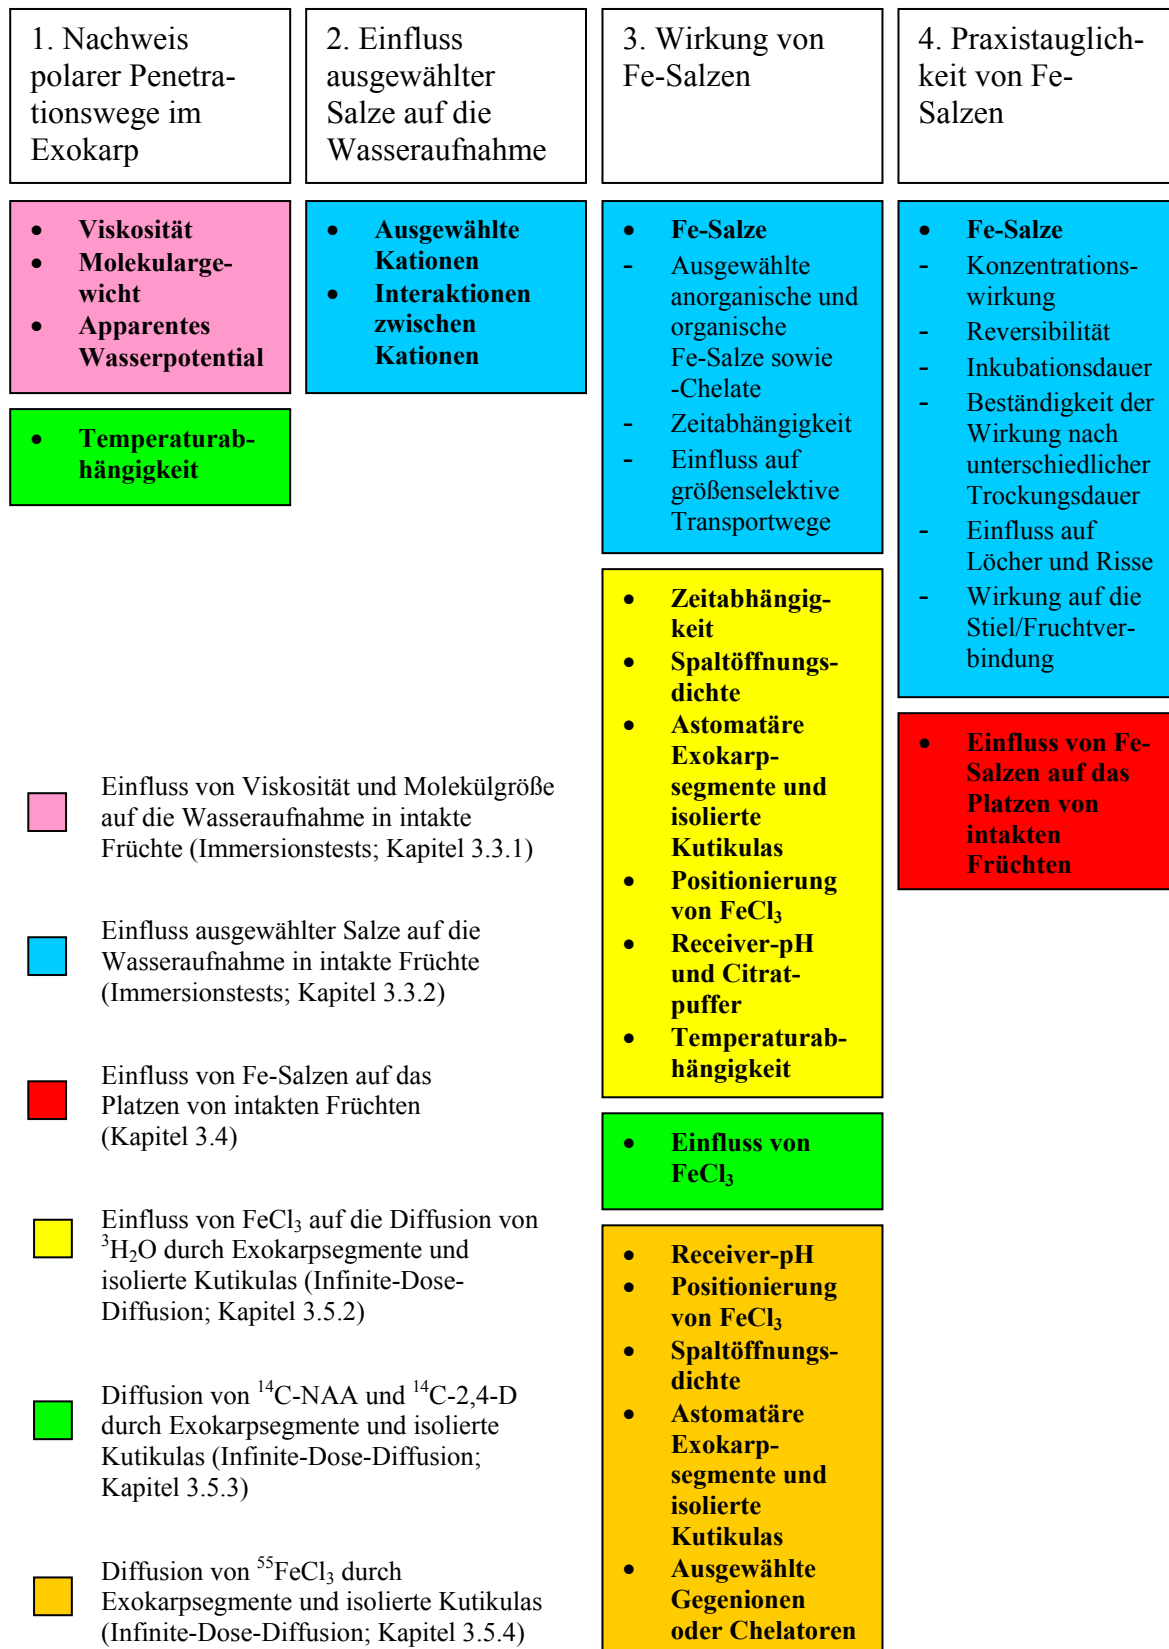 1. Nachweis
polarer Penetra-
tionswege im
Exokarp
2. Einfluss
ausgewählter
Salze auf die
Wasseraufnahme
3. Wirkung von
Fe-Salzen
4. Praxistauglich-
keit von Fe-
Salzen
• Viskosität
• Molekularge-
wicht
• Apparentes
Wasserpotential
• Temperaturab-
hängigkeit
• Ausgewählte
Kationen
• Interaktionen
zwischen
Kationen
• Fe-Salze
- Ausgewählte
anorganische und
organische
Fe-Salze sowie
-Chelate
- Zeitabhängigkeit
- Einfluss auf
größenselektive
Transportwege
• Zeitabhängig-
keit
• Spaltöffnungs-
dichte
• Astomatäre
Exokarp-
segmente und
isolierte
Kutikulas
• Positionierung
von FeCl₃
• Receiver-pH
und Citrat-
puffer
• Temperaturab-
hängigkeit
• Einfluss von
FeCl₃
• Receiver-pH
• Positionierung
von FeCl₃
• Spaltöffnungs-
dichte
• Astomatäre
Exokarp-
segmente und
isolierte
Kutikulas
• Ausgewählte
Gegenionen
oder Chelatoren
• Fe-Salze
- Konzentrations-
wirkung
- Reversibilität
- Inkubationsdauer
- Beständigkeit der
Wirkung nach
unterschiedlicher
Trockungsdauer
- Einfluss auf
Löcher und Risse
- Wirkung auf die
Stiel/Fruchtver-
bindung
• Einfluss von Fe-
Salzen auf das
Platzen von
intakten
Früchten
Einfluss von Viskosität und Molekülgröße
auf die Wasseraufnahme in intakte
Früchte (Immersionstests; Kapitel 3.3.1)
Einfluss ausgewählter Salze auf die
Wasseraufnahme in intakte Früchte
(Immersionstests; Kapitel 3.3.2)
Einfluss von Fe-Salzen auf das
Platzen von intakten Früchten
(Kapitel 3.4)
Einfluss von FeCl₃ auf die Diffusion von
³H₂O durch Exokarpsegmente und
isolierte Kutikulas (Infinite-Dose-
Diffusion; Kapitel 3.5.2)
Diffusion von ¹⁴C-NAA und ¹⁴C-2,4-D
durch Exokarpsegmente und isolierte
Kutikulas (Infinite-Dose-Diffusion;
Kapitel 3.5.3)
Diffusion von ⁵⁵FeCl₃ durch
Exokarpsegmente und isolierte Kutikulas
(Infinite-Dose-Diffusion; Kapitel 3.5.4)